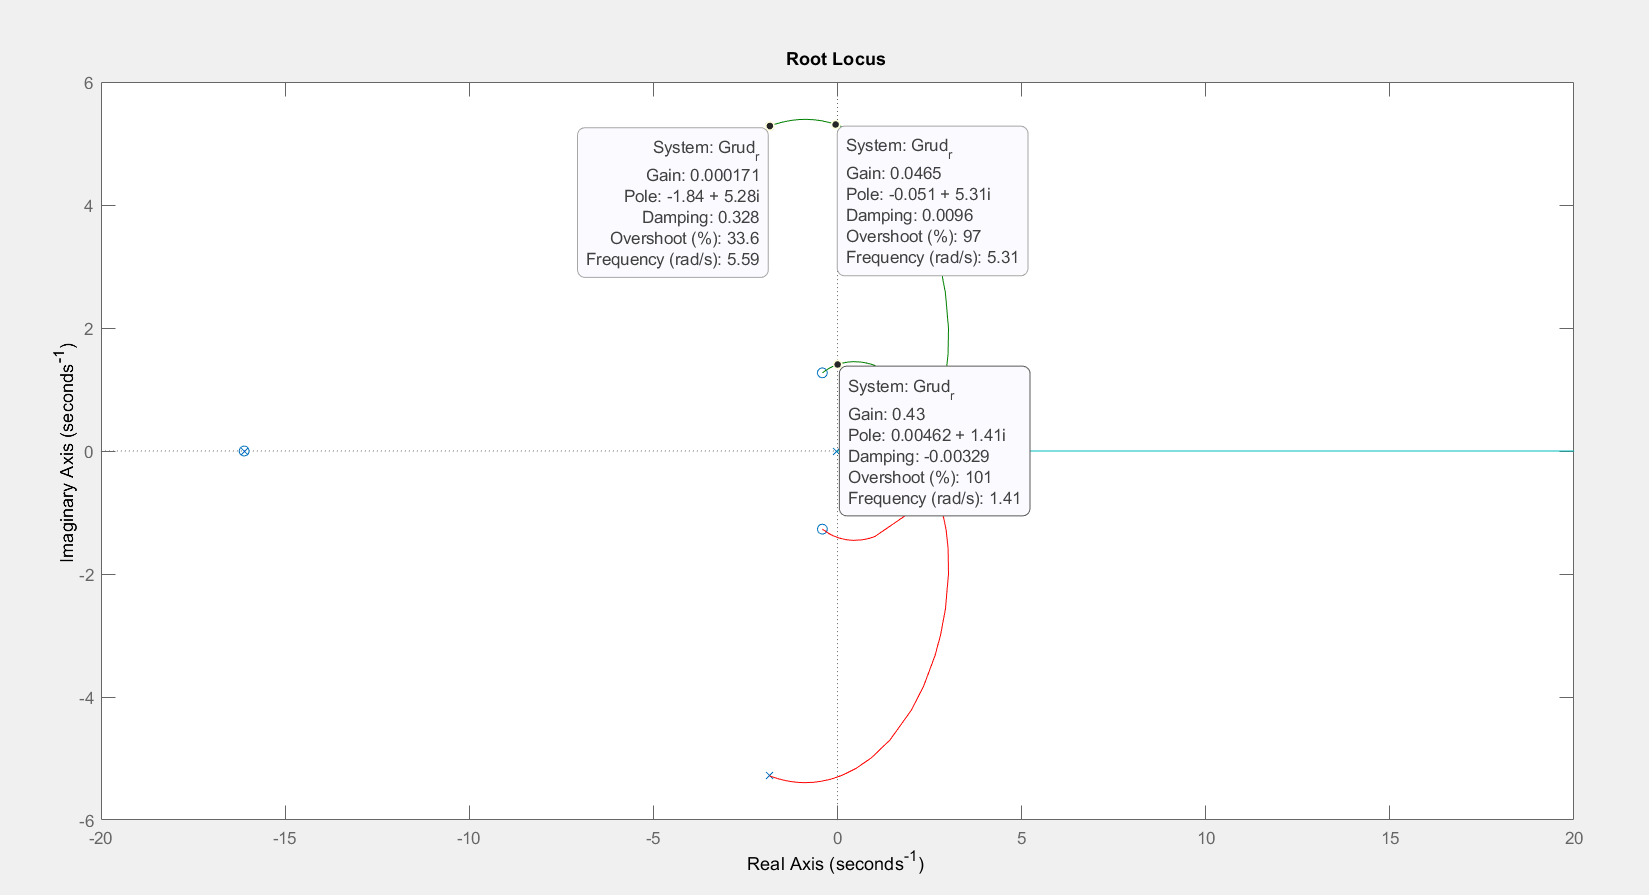 Root Locus
6
4
2
0
-2
-4
-6
Imaginary Axis (seconds-1)
System: Grudr
Gain: 0.000171
Pole: -1.84 + 5.28i
Damping: 0.328
Overshoot (%): 33.6
Frequency (rad/s): 5.59
System: Grudr
Gain: 0.0465
Pole: -0.051 + 5.31i
Damping: 0.0096
Overshoot (%): 97
Frequency (rad/s): 5.31
System: Grudr
Gain: 0.43
Pole: 0.00462 + 1.41i
Damping: -0.00329
Overshoot (%): 101
Frequency (rad/s): 1.41
-20 -15 -10 -5 0 5 10 15 20
Real Axis (seconds-1)